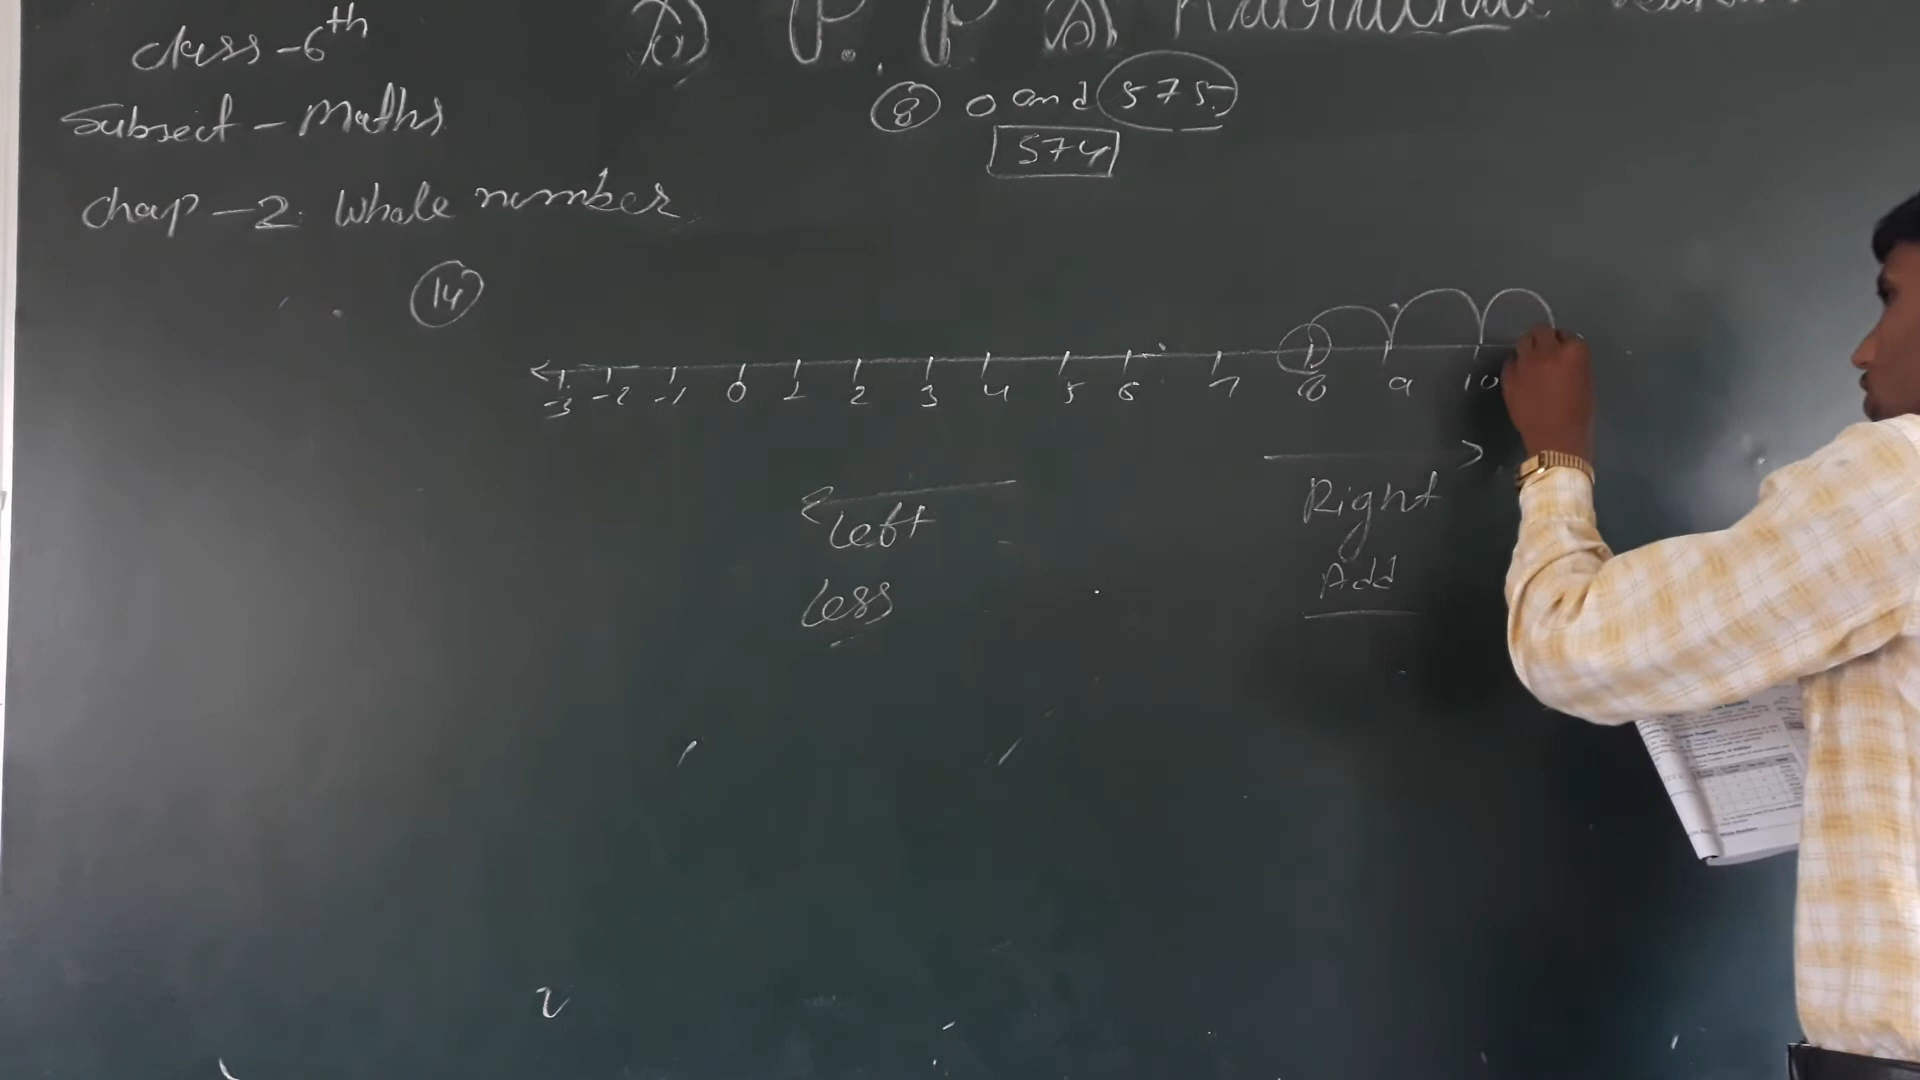 Class - 6th
Subject - Maths
Chap - 2. Whole number
8 0 and 575
574
14
-3 -2 -1 0 1 2 3 4 5 6 7 8 9 10
Left
Less
Right
Add